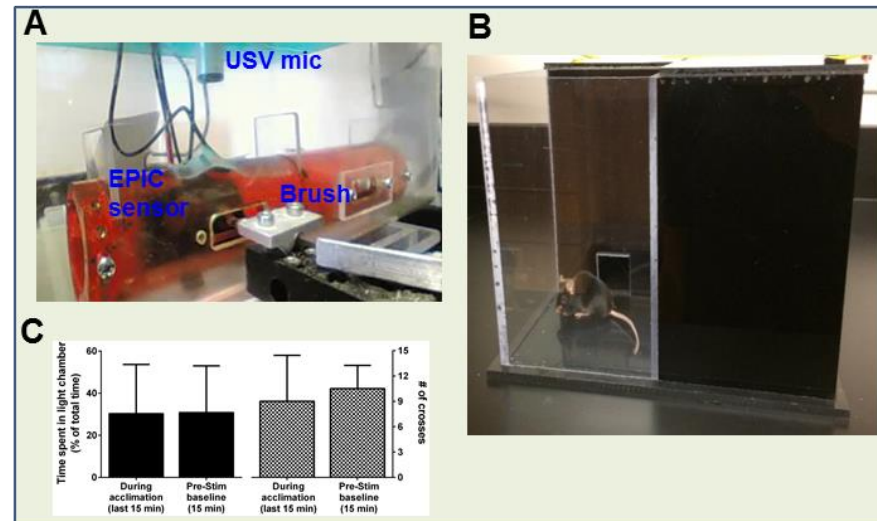 A
USV mic
EPIC
sensor
Brush
B
C
Time spent in light chamber
(% of total time)
60
40
20
0
15
12
9
6
3
0
# of crosses
During
acclimation
(last 15 min)
Pre-Stim
baseline
(15 min)
During
acclimation
(last 15 min)
Pre-Stim
baseline
(15 min)